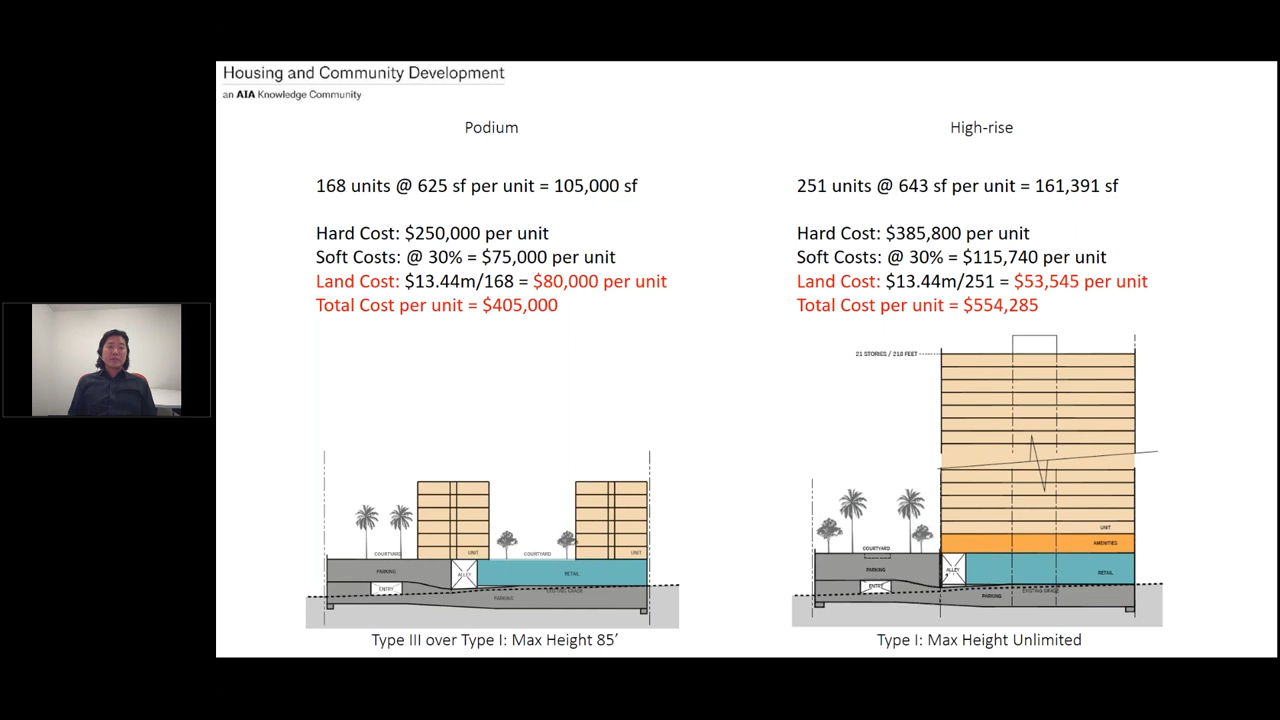 Housing and Community Development
an AIA Knowledge Community
Podium
168 units @ 625 sf per unit = 105,000 sf
Hard Cost: $250,000 per unit
Soft Costs: @ 30% = $75,000 per unit
Land Cost: $13.44m/168 = $80,000 per unit
Total Cost per unit = $405,000
COURTYARD
UNIT
COURTYARD
UNIT
PARKING
ALLEY
RETAIL
ENTRY
EXISTING GRADE
PARKING
Type III over Type I: Max Height 85’
High-rise
251 units @ 643 sf per unit = 161,391 sf
Hard Cost: $385,800 per unit
Soft Costs: @ 30% = $115,740 per unit
Land Cost: $13.44m/251 = $53,545 per unit
Total Cost per unit = $554,285
21 STORIES / 218 FEET
UNIT
AMENITIES
COURTYARD
PARKING
ALLEY
RETAIL
ENTRY
EXISTING GRADE
PARKING
Type I: Max Height Unlimited